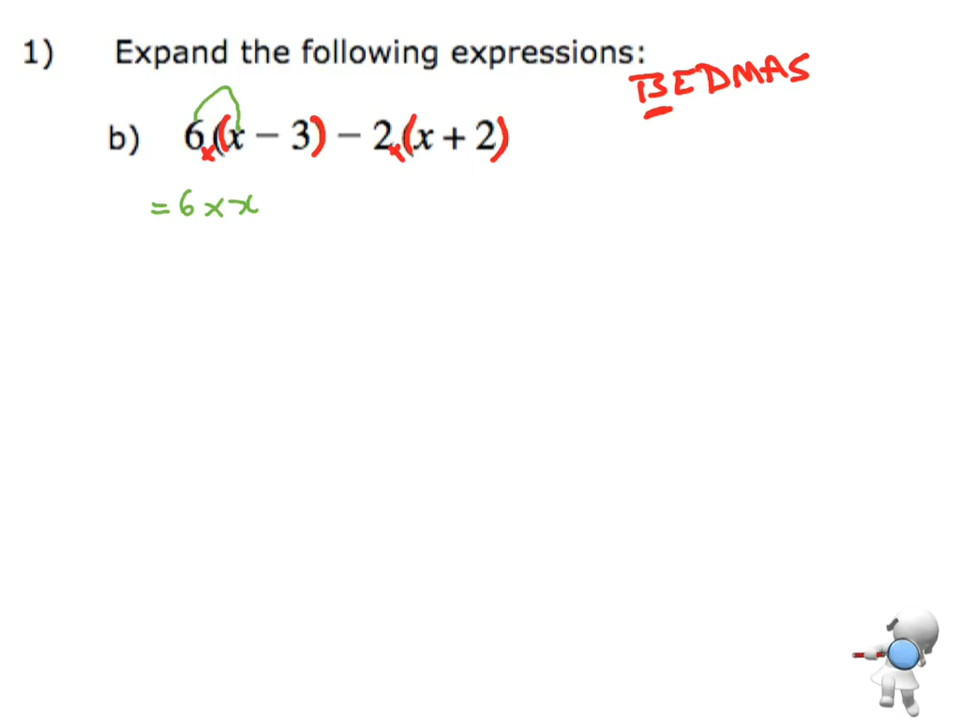 1) Expand the following expressions:
BEDMAS
b) 6×(x − 3) − 2×(x + 2)
= 6 × x